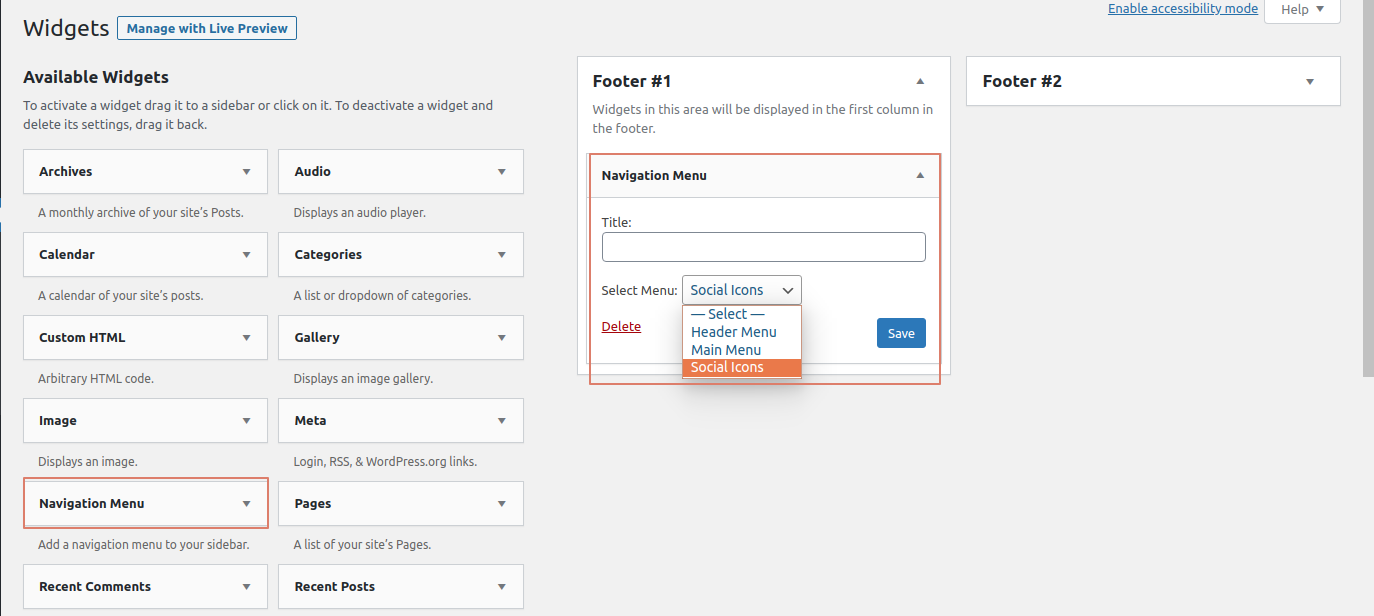 Widgets
Manage with Live Preview
Enable accessibility mode
Help
Available Widgets
To activate a widget drag it to a sidebar or click on it. To deactivate a widget and
delete its settings, drag it back.
Archives
Audio
A monthly archive of your site's Posts.
Displays an audio player.
Calendar
Categories
A calendar of your site's posts.
A list or dropdown of categories.
Custom HTML
Gallery
Arbitrary HTML code.
Displays an image gallery.
Image
Meta
Displays an image.
Login, RSS, & WordPress.org links.
Navigation Menu
Pages
Add a navigation menu to your sidebar.
A list of your site's Pages.
Recent Comments
Recent Posts
Footer #1
Widgets in this area will be displayed in the first column in
the footer.
Navigation Menu
Title:
Select Menu: Social Icons
— Select —
Header Menu
Main Menu
Social Icons
Delete
Save
Footer #2